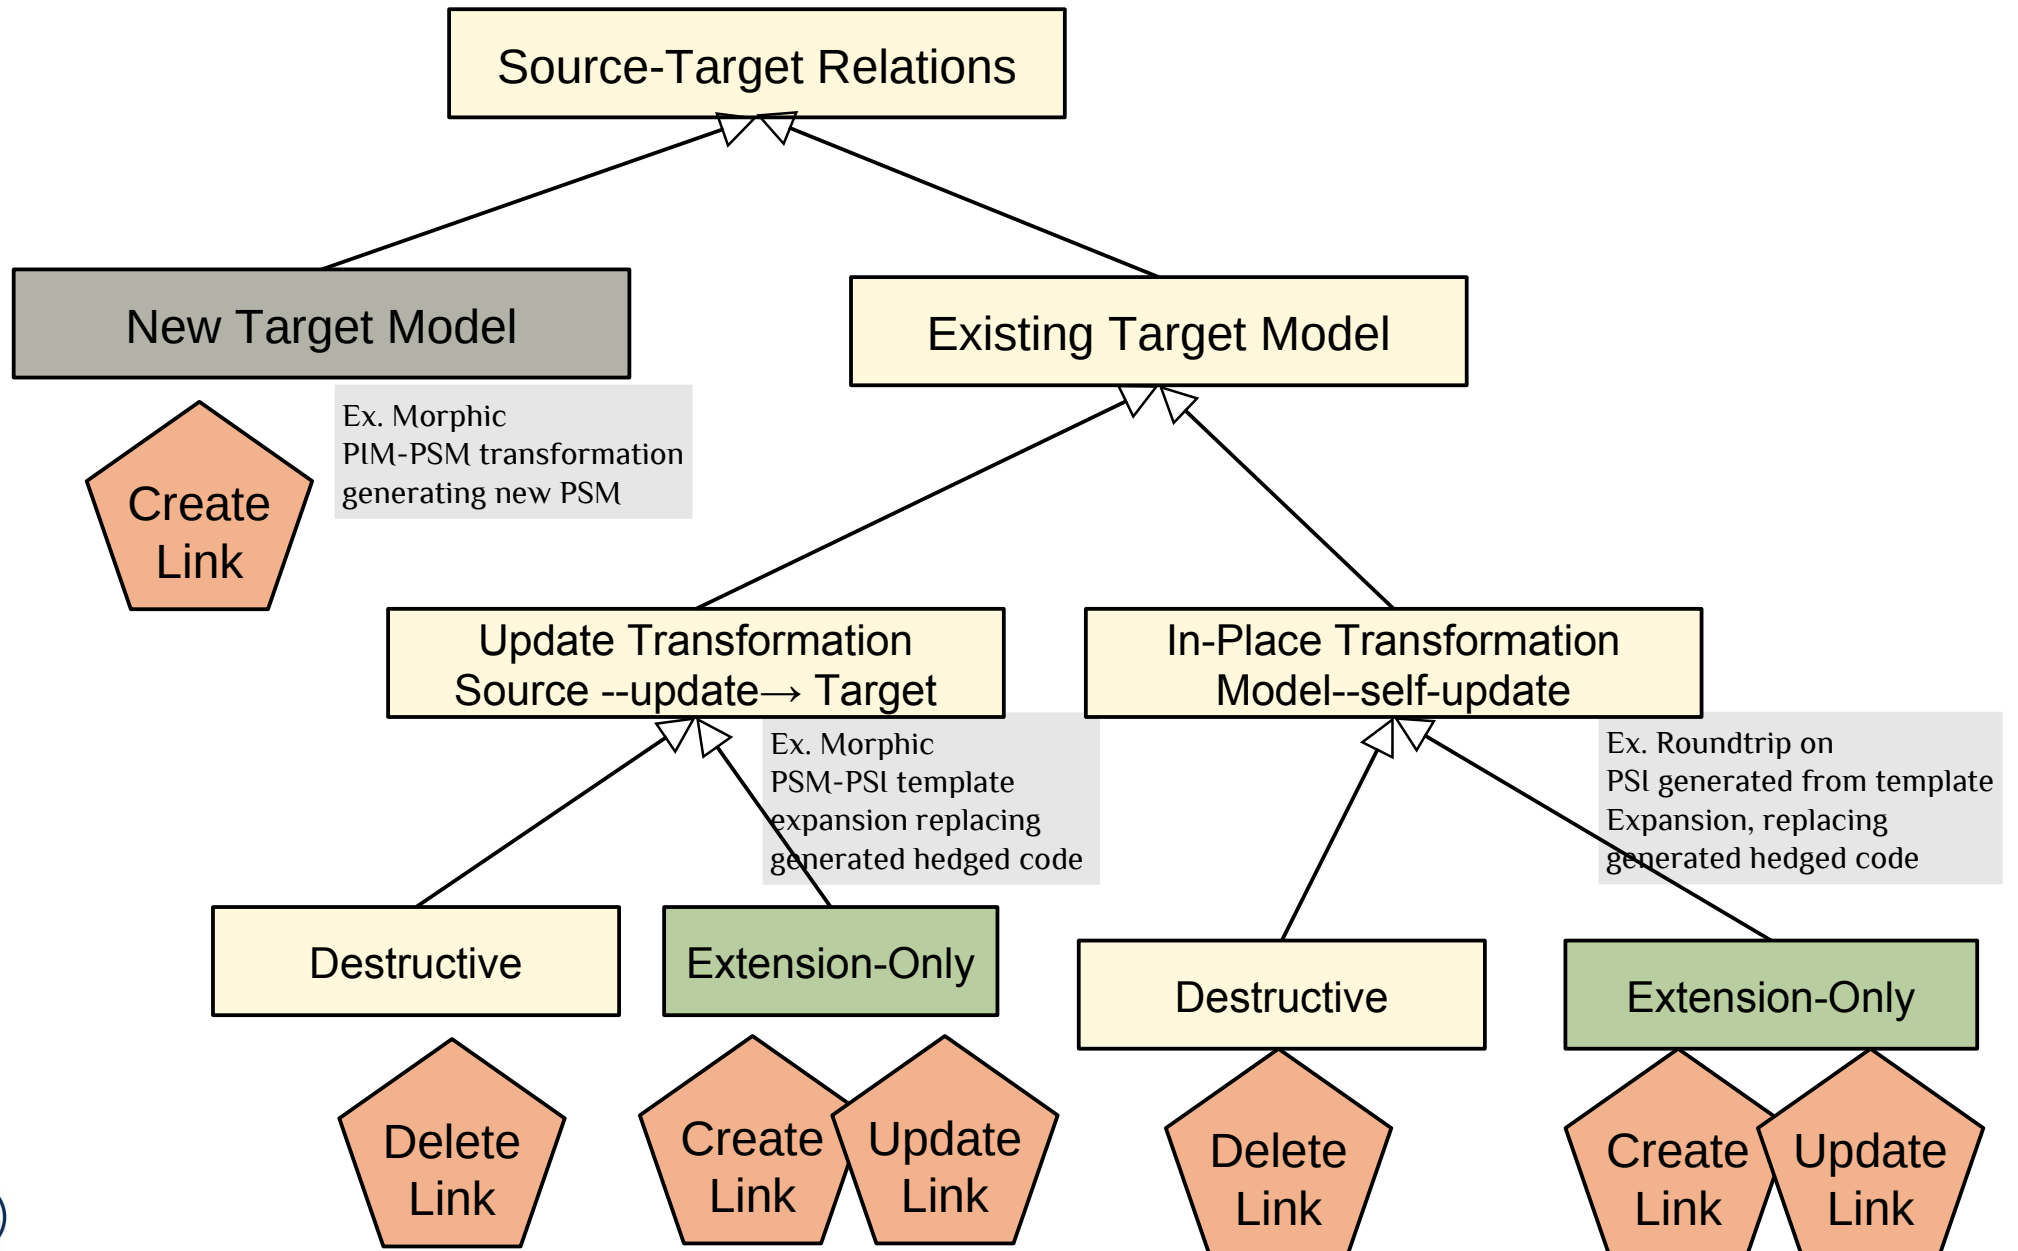 Source-Target Relations
New Target Model
Existing Target Model
Ex. Morphic
PIM-PSM transformation
generating new PSM
Create
Link
Update Transformation
Source --update→ Target
In-Place Transformation
Model--self-update
Ex. Morphic
PSM-PSI template
expansion replacing
generated hedged code
Ex. Roundtrip on
PSI generated from template
Expansion, replacing
generated hedged code
Destructive
Extension-Only
Destructive
Extension-Only
Delete
Link
Create
Link
Update
Link
Delete
Link
Create
Link
Update
Link